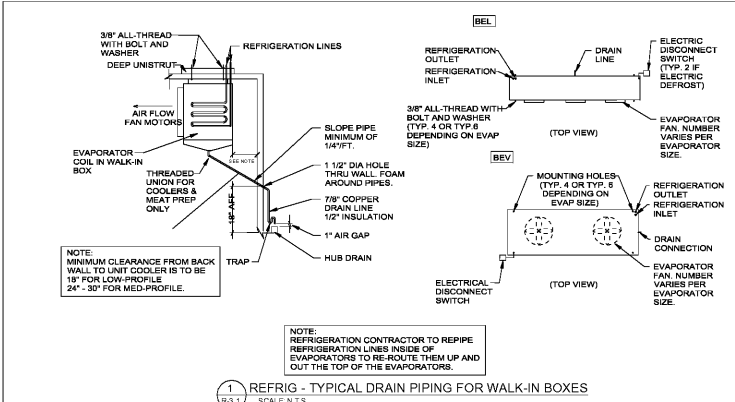 3/8" ALL-THREAD
WITH BOLT AND
WASHER
DEEP UNISTRUT
REFRIGERATION LINES
AIR FLOW
FAN MOTORS
EVAPORATOR
COIL IN WALK-IN
BOX
THREADED
UNION FOR
COOLERS &
MEAT PREP
ONLY
SEE NOTE
18" AFF
SLOPE PIPE
MINIMUM OF
1/4"/FT.
1 1/2" DIA HOLE
THRU WALL. FOAM
AROUND PIPES.
7/8" COPPER
DRAIN LINE
1/2" INSULATION
1" AIR GAP
HUB DRAIN
TRAP
NOTE:
MINIMUM CLEARANCE FROM BACK
WALL TO UNIT COOLER IS TO BE
18" FOR LOW-PROFILE
24" - 30" FOR MED-PROFILE.
BEL
REFRIGERATION
OUTLET
REFRIGERATION
INLET
DRAIN
LINE
ELECTRIC
DISCONNECT
SWITCH
(TYP. 2 IF
ELECTRIC
DEFROST)
3/8" ALL-THREAD WITH
BOLT AND WASHER
(TYP. 4 OR TYP.6
DEPENDING ON EVAP
SIZE)
(TOP VIEW)
EVAPORATOR
FAN. NUMBER
VARIES PER
EVAPORATOR
SIZE.
BEV
MOUNTING HOLES
(TYP. 4 OR TYP. 6
DEPENDING ON
EVAP SIZE)
REFRIGERATION
OUTLET
REFRIGERATION
INLET
DRAIN
CONNECTION
EVAPORATOR
FAN. NUMBER
VARIES PER
EVAPORATOR
SIZE.
ELECTRICAL
DISCONNECT
SWITCH
(TOP VIEW)
NOTE:
REFRIGERATION CONTRACTOR TO REPIPE
REFRIGERATION LINES INSIDE OF
EVAPORATORS TO RE-ROUTE THEM UP AND
OUT THE TOP OF THE EVAPORATORS.
1
R-3.1
REFRIG - TYPICAL DRAIN PIPING FOR WALK-IN BOXES
SCALE: N.T.S.